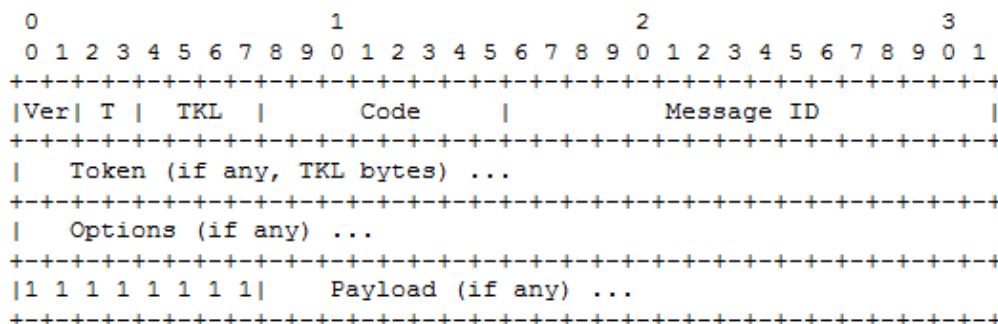 0                   1                   2                   3
 0 1 2 3 4 5 6 7 8 9 0 1 2 3 4 5 6 7 8 9 0 1 2 3 4 5 6 7 8 9 0 1
+-+-+-+-+-+-+-+-+-+-+-+-+-+-+-+-+-+-+-+-+-+-+-+-+-+-+-+-+-+-+-+-+
|Ver| T |  TKL  |      Code     |          Message ID           |
+-+-+-+-+-+-+-+-+-+-+-+-+-+-+-+-+-+-+-+-+-+-+-+-+-+-+-+-+-+-+-+-+
|   Token (if any, TKL bytes) ...
+-+-+-+-+-+-+-+-+-+-+-+-+-+-+-+-+-+-+-+-+-+-+-+-+-+-+-+-+-+-+-+-+
|   Options (if any) ...
+-+-+-+-+-+-+-+-+-+-+-+-+-+-+-+-+-+-+-+-+-+-+-+-+-+-+-+-+-+-+-+-+
|1 1 1 1 1 1 1 1|    Payload (if any) ...
+-+-+-+-+-+-+-+-+-+-+-+-+-+-+-+-+-+-+-+-+-+-+-+-+-+-+-+-+-+-+-+-+